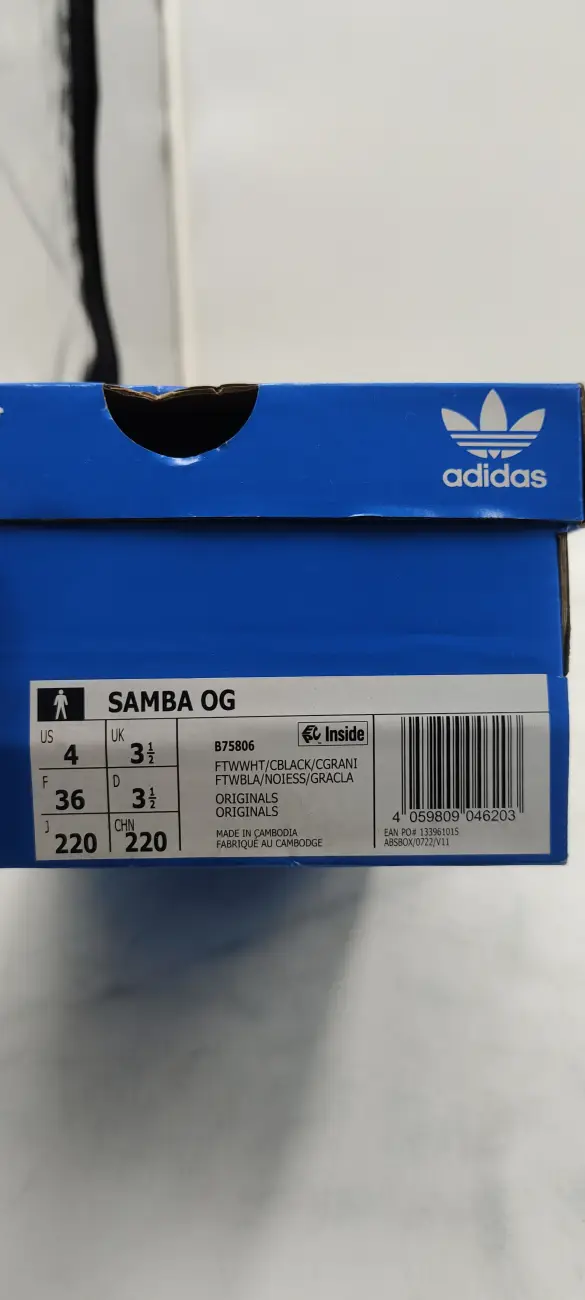 adidas
SAMBA OG
US 4
UK 3½
F 36
D 3½
J 220
CHN 220
B75806
Inside
FTWWHT/CBLACK/CGRANI
FTWBLA/NOIESS/GRACLA
ORIGINALS
ORIGINALS
MADE IN CAMBODIA
FABRIQUÉ AU CAMBODGE
4 059809 046203
EAN PO# 133961015
ABSBOX/0722/V11